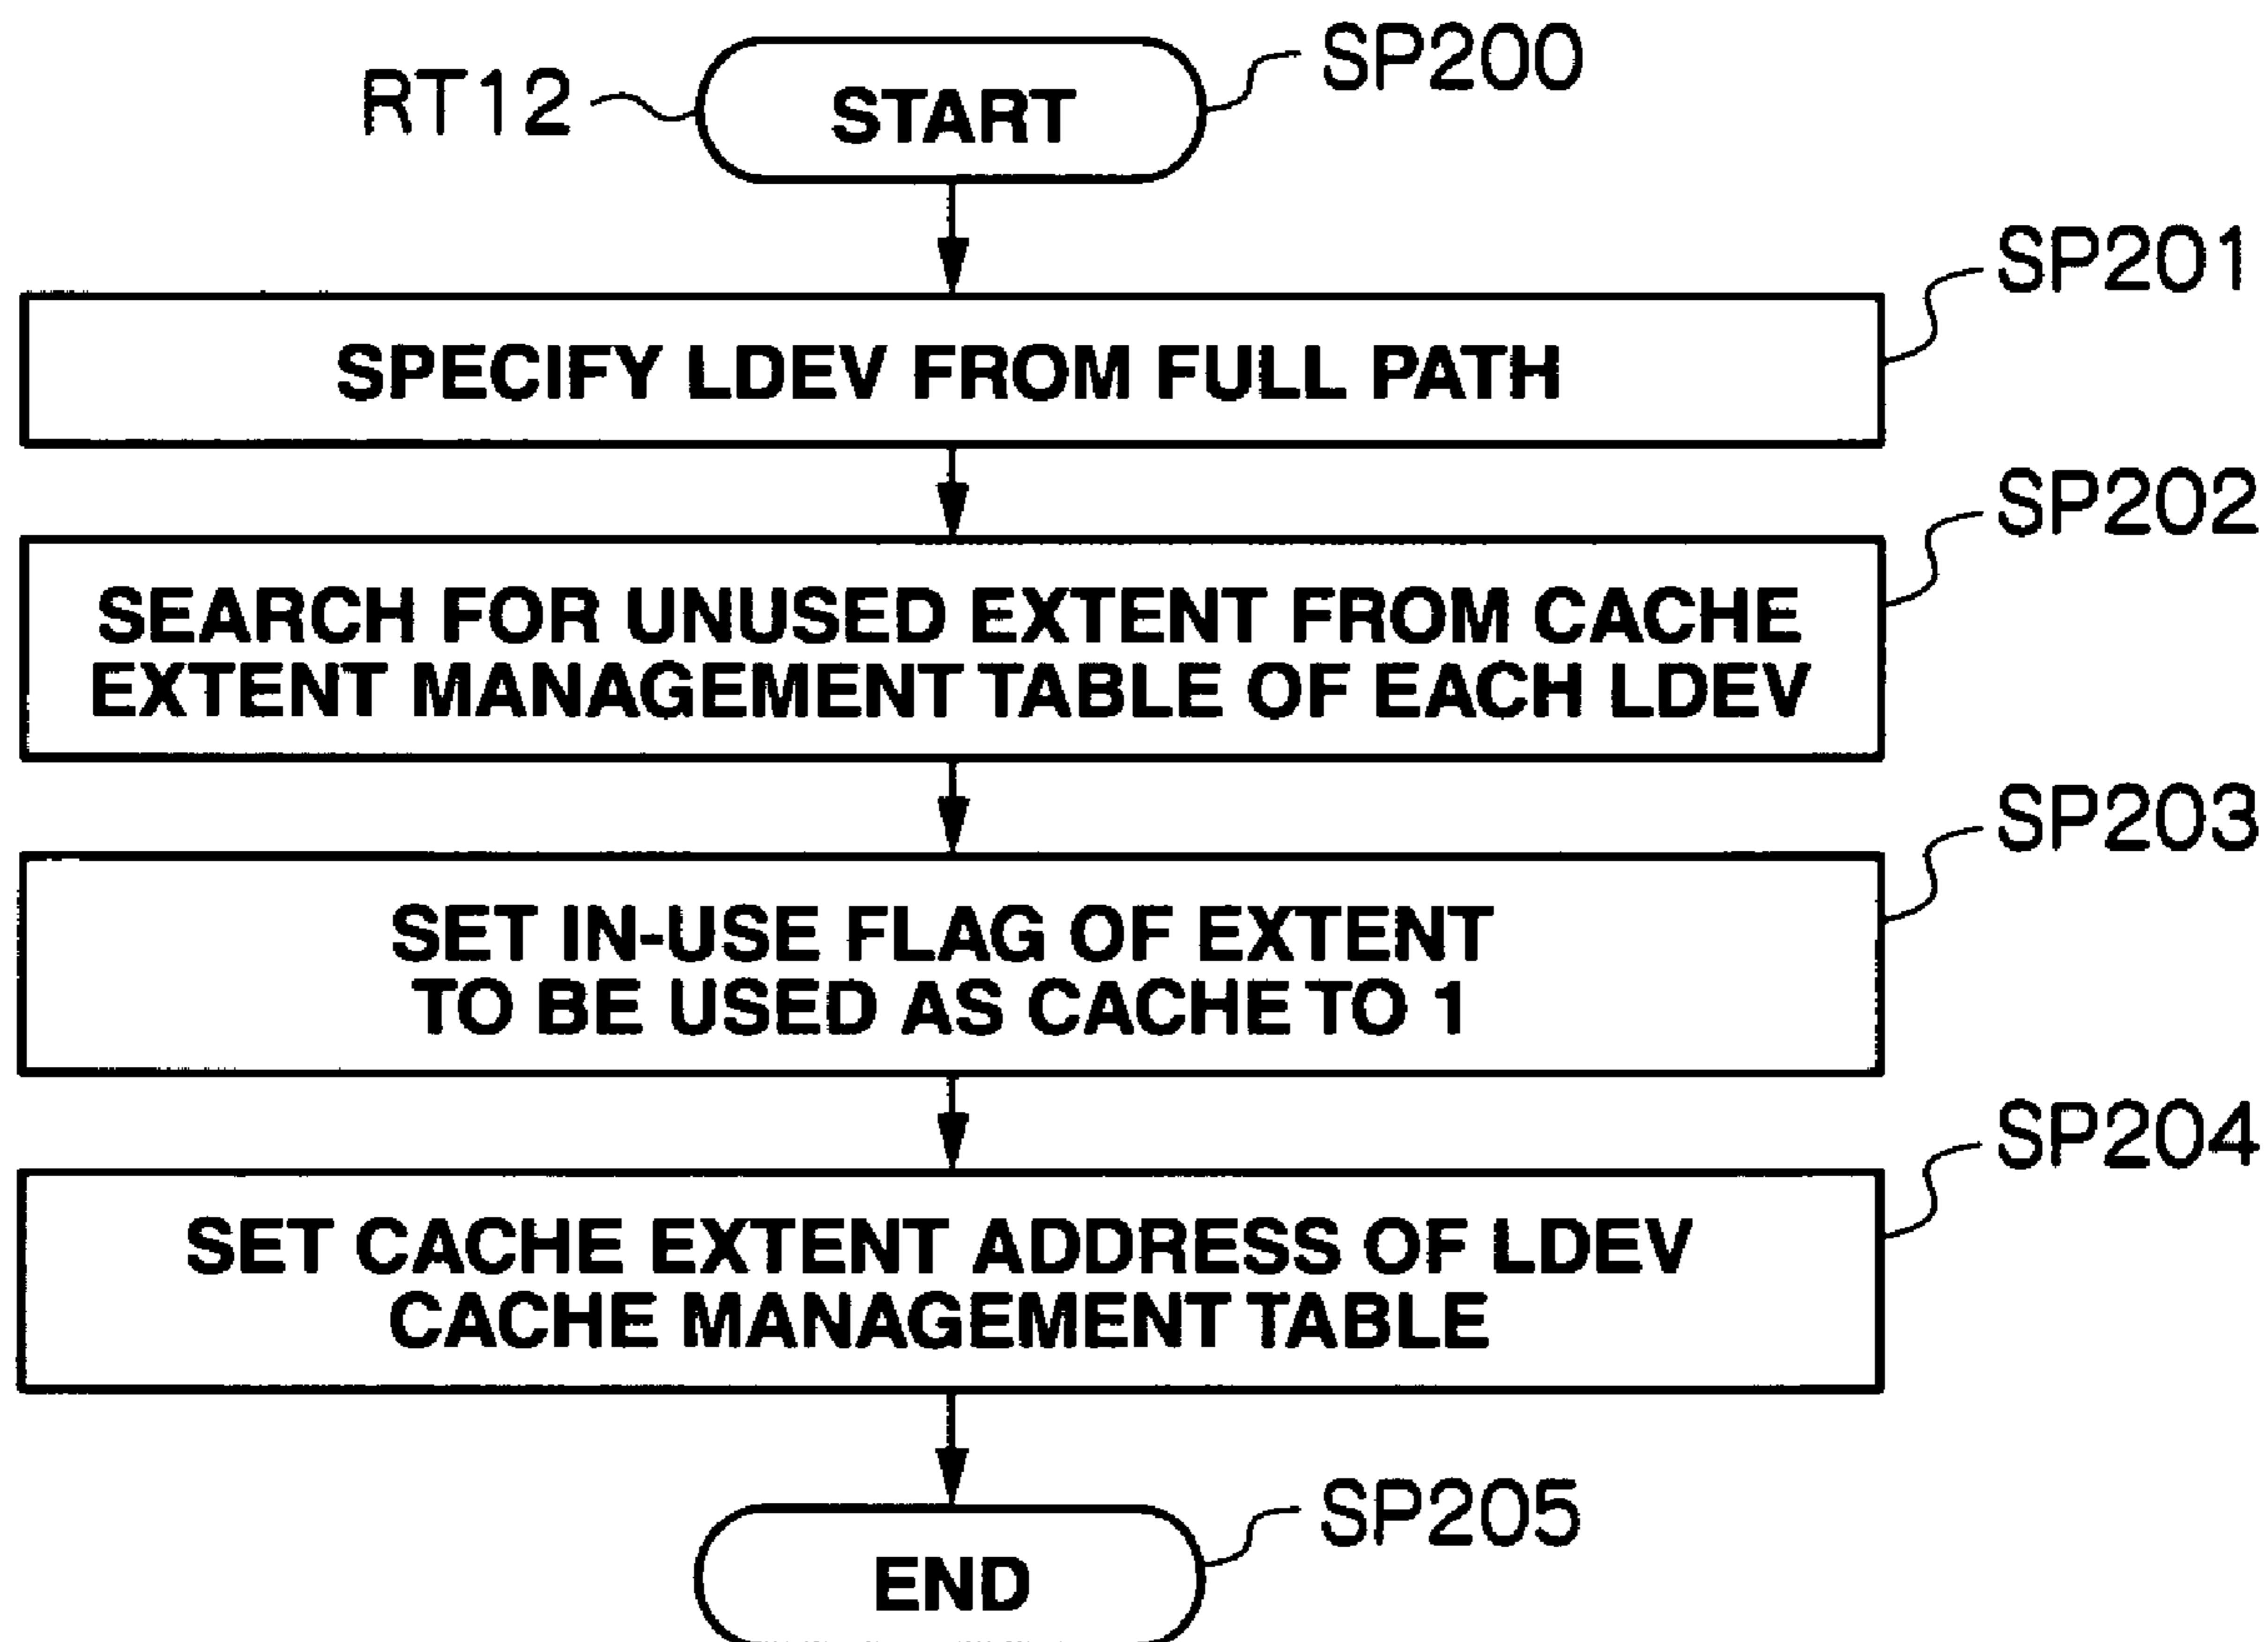 RT12
START
SP200
SP201
SPECIFY LDEV FROM FULL PATH
SP202
SEARCH FOR UNUSED EXTENT FROM CACHE
EXTENT MANAGEMENT TABLE OF EACH LDEV
SP203
SET IN-USE FLAG OF EXTENT
TO BE USED AS CACHE TO 1
SP204
SET CACHE EXTENT ADDRESS OF LDEV
CACHE MANAGEMENT TABLE
SP205
END